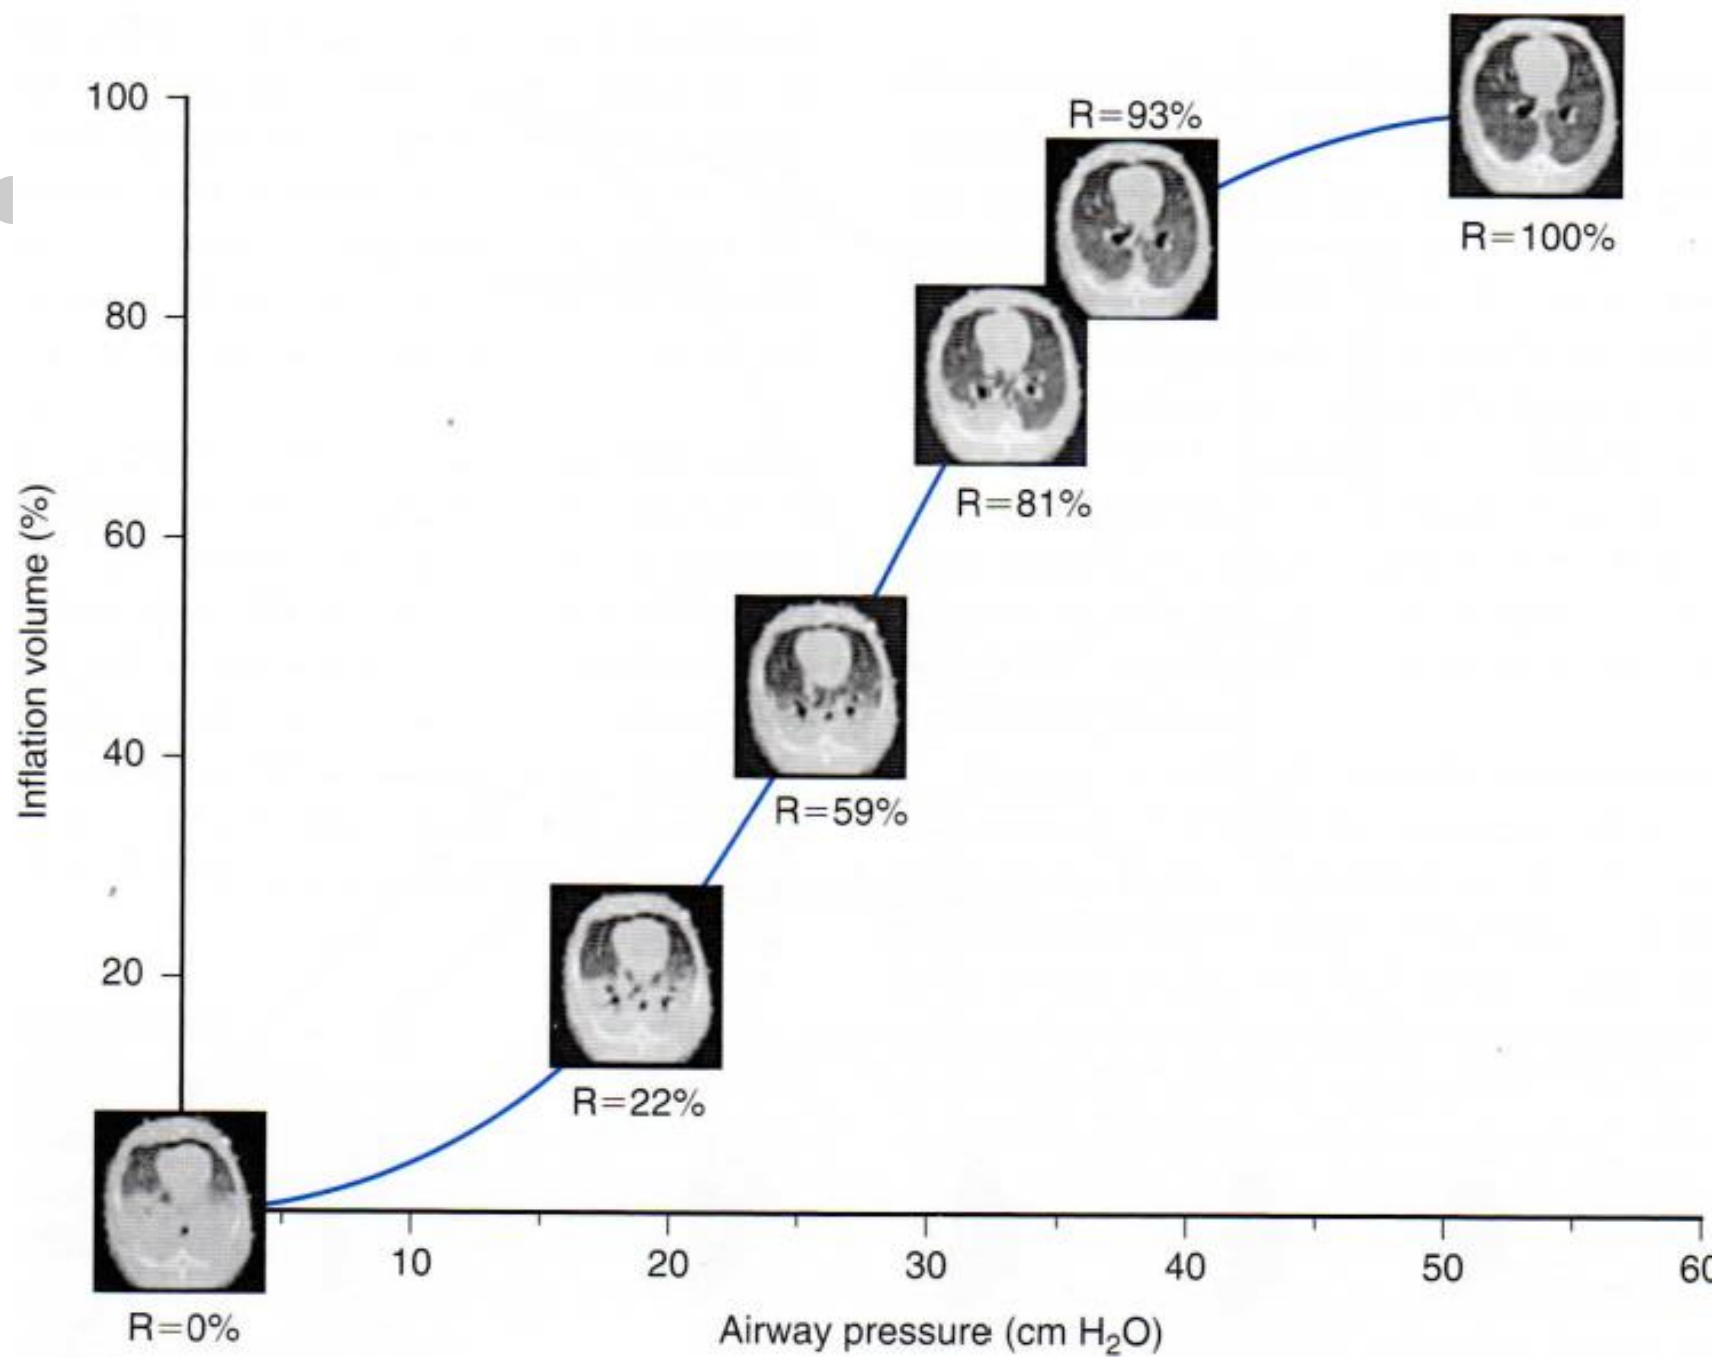 100
80
60
40
20
Inflation volume (%)
R=93%
R=100%
R=81%
R=59%
R=22%
R=0%
10
20
30
40
50
60
Airway pressure (cm H₂O)